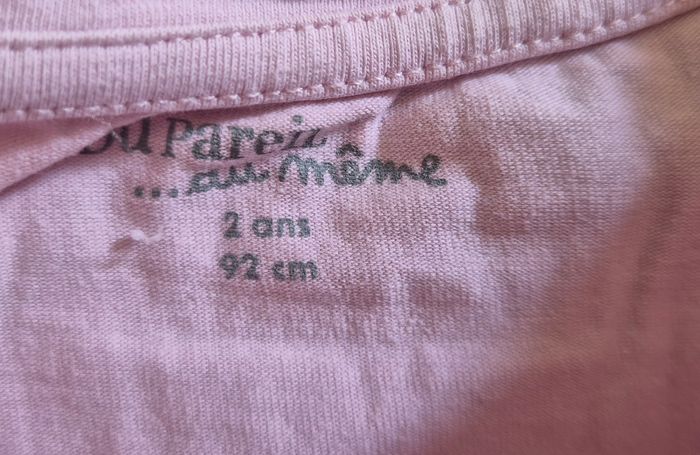 Du Pareil
...au même
2 ans
92 cm